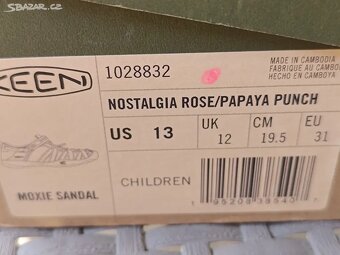 SBAZAR.CZ
KEEN
1028832
MADE IN CAMBODIA
FABRIQUÉ AU CAMBODGE
HECHO EN CAMBOYA
NOSTALGIA ROSE/PAPAYA PUNCH
US 13
UK 12
CM 19.5
EU 31
CHILDREN
MOXIE SANDAL